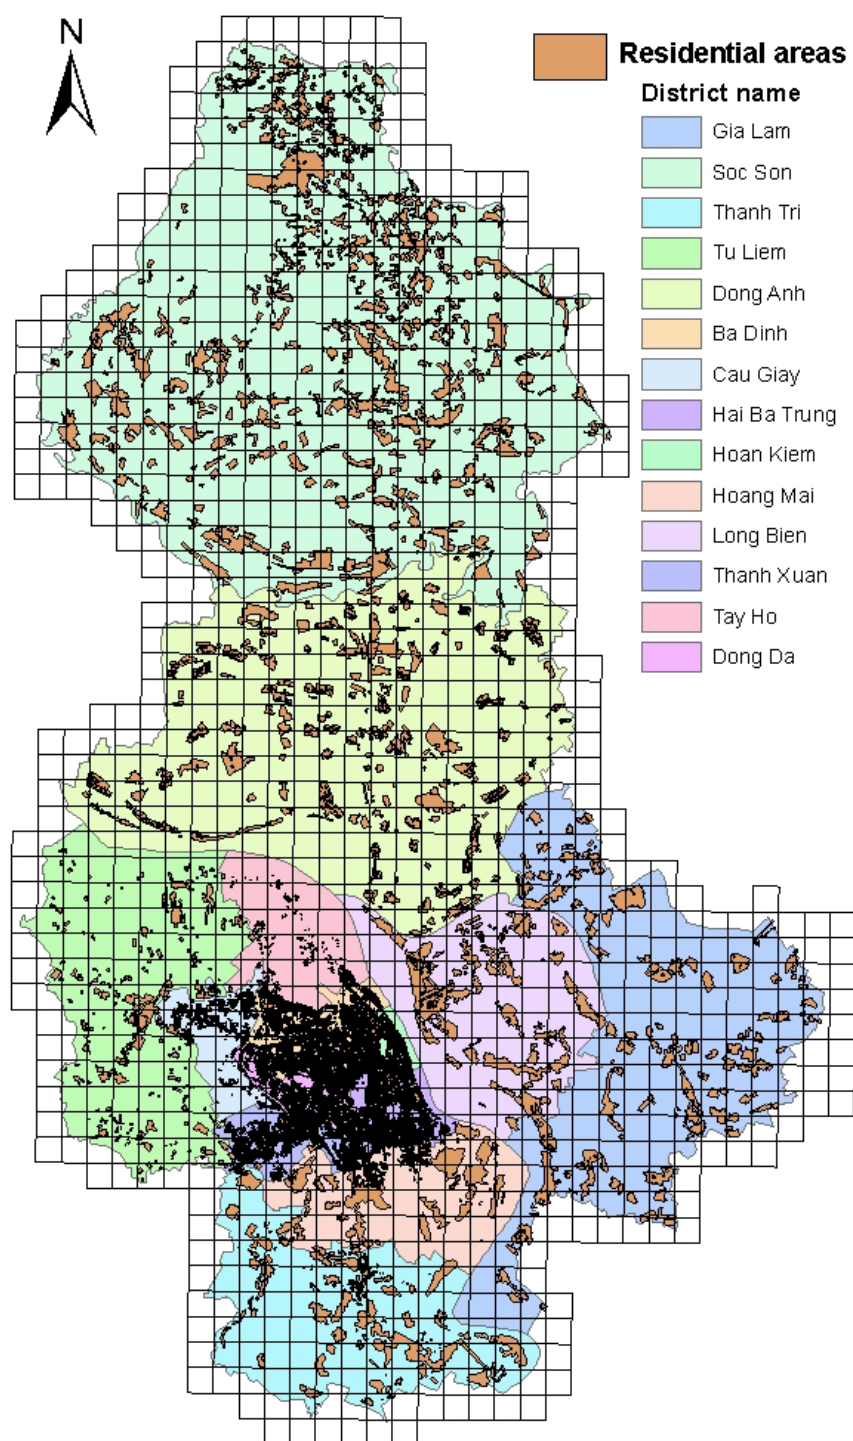 N
Residential areas
District name
Gia Lam
Soc Son
Thanh Tri
Tu Liem
Dong Anh
Ba Dinh
Cau Giay
Hai Ba Trung
Hoan Kiem
Hoang Mai
Long Bien
Thanh Xuan
Tay Ho
Dong Da